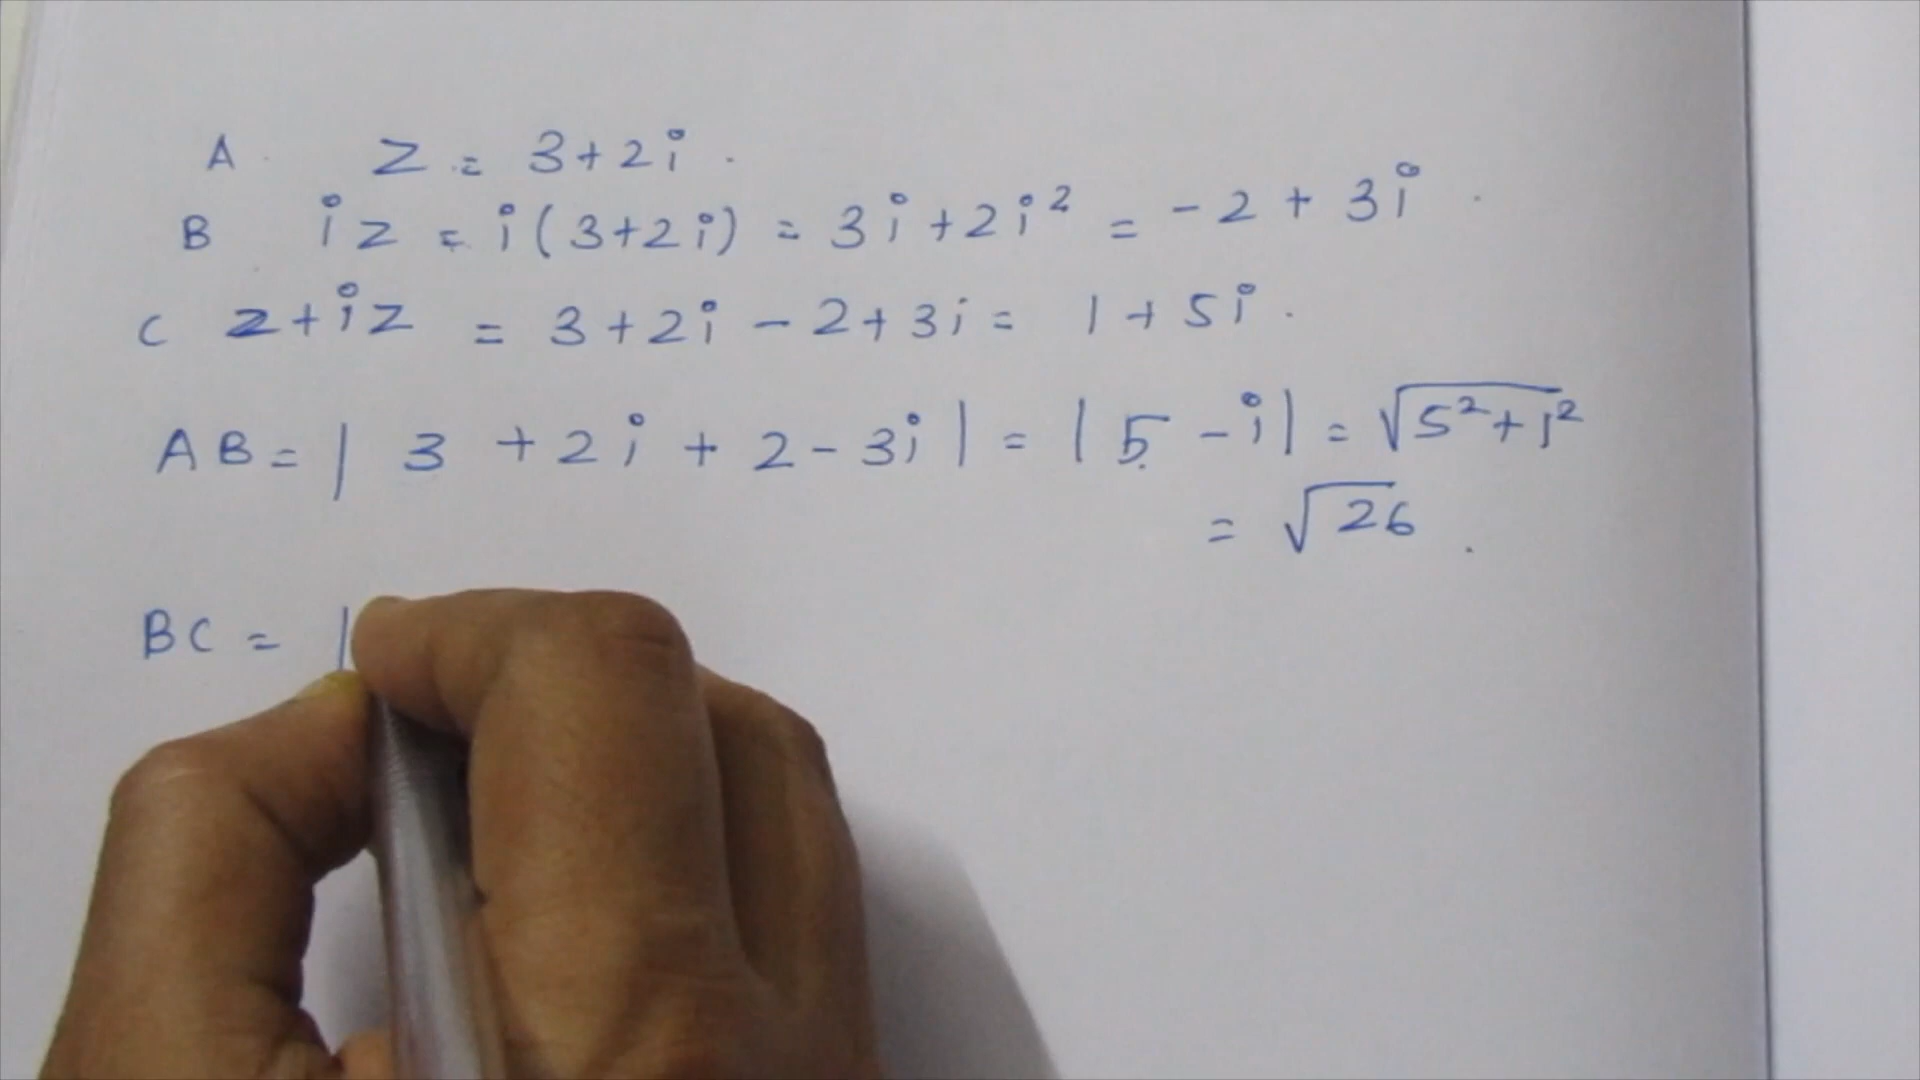 A z = 3+2i.
B iz = i(3+2i) = 3i+2i² = -2+3i.
C z+iz = 3+2i-2+3i = 1+5i.
AB = | 3 +2i + 2-3i | = | 5 -i | = √5²+1²
= √26.
BC = |